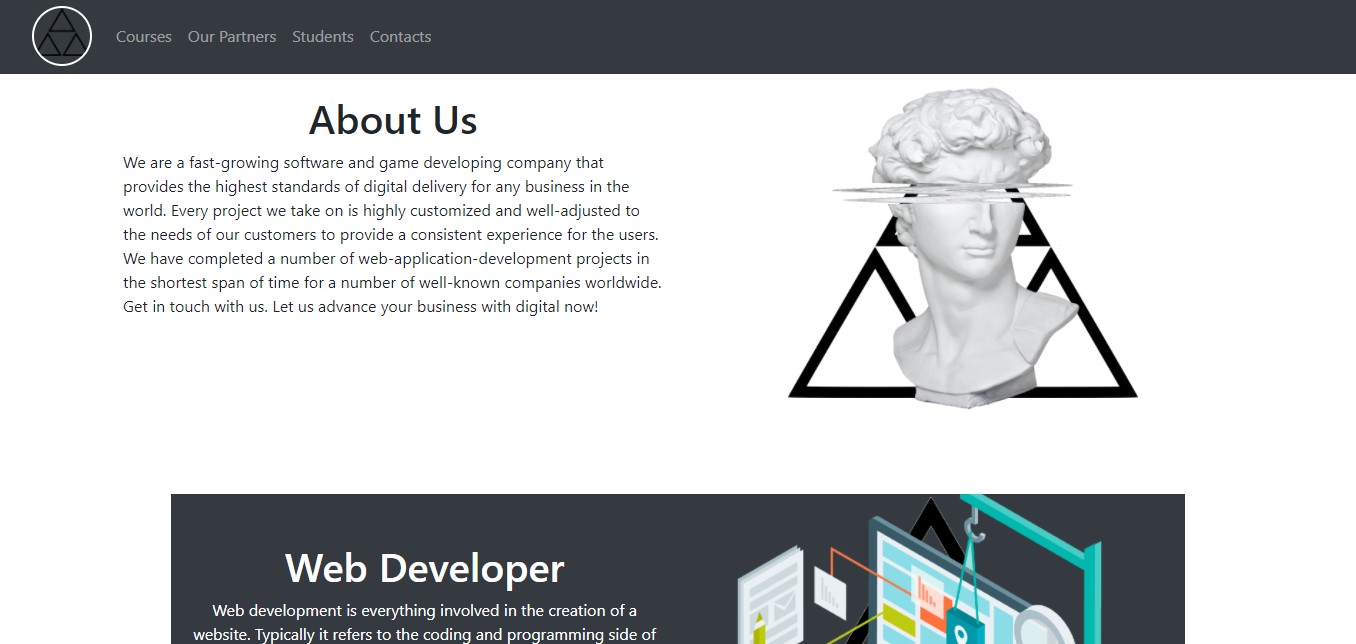 Courses Our Partners Students Contacts
About Us
We are a fast-growing software and game developing company that
provides the highest standards of digital delivery for any business in the
world. Every project we take on is highly customized and well-adjusted to
the needs of our customers to provide a consistent experience for the users.
We have completed a number of web-application-development projects in
the shortest span of time for a number of well-known companies worldwide.
Get in touch with us. Let us advance your business with digital now!
Web Developer
Web development is everything involved in the creation of a
website. Typically it refers to the coding and programming side of